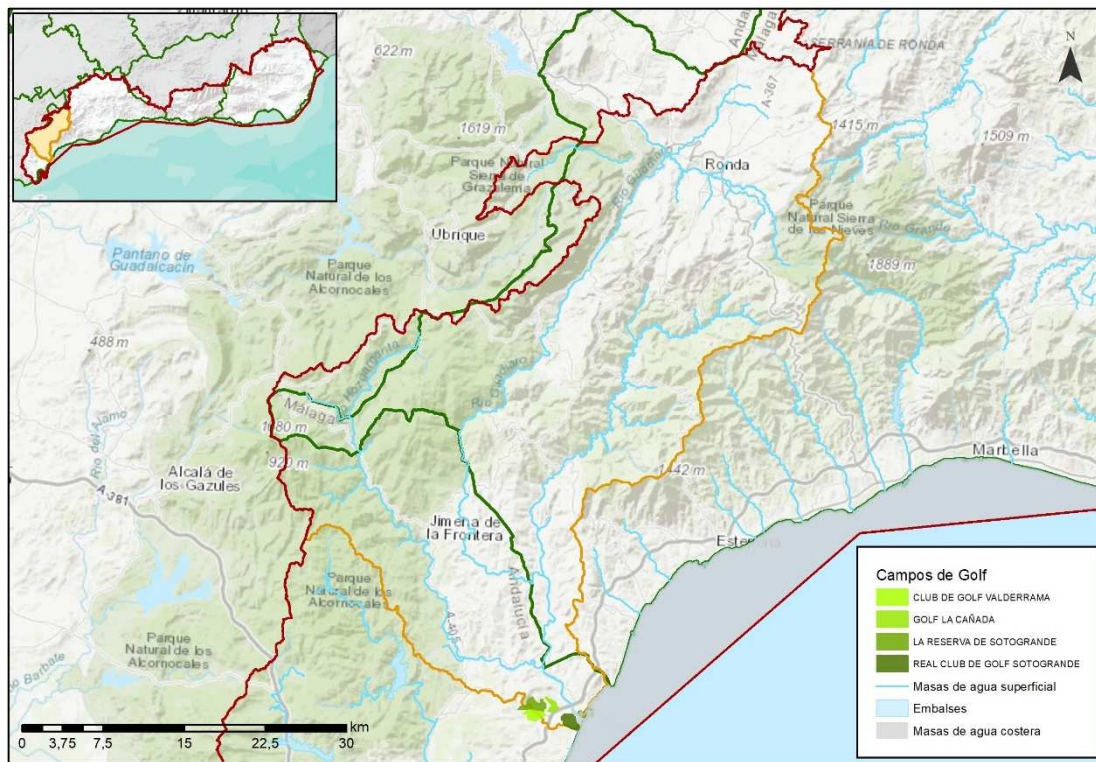 622 m
Andal
Málaga
SERRANÍA DE RONDA
N
A-367
1619 m
1415 m
1509 m
Parque Natural
Sierra
de Grazalema
Ronda
Río Guadiaro
Parque
Natural Sierra
de las Nieves
Río Grande
Ubrique
Pantano de
Guadalcacín
Parque
Natural de los
Alcornocales
1889 m
488 m
R. Hozgarganta
Río Guadiaro
Málaga
1080 m
920 m
Río del Álamo
Alcalá de
los Gazules
A-381
1442 m
Marbella
Jimena de
la Frontera
Andalucía
A-405
Parque
Natural de los
Alcornocales
Parque
Natural de los
Alcornocales
Barbate
km
0 3,75 7,5 15 22,5 30
Campos de Golf
CLUB DE GOLF VALDERRAMA
GOLF LA CAÑADA
LA RESERVA DE SOTOGRANDE
REAL CLUB DE GOLF SOTOGRANDE
Masas de agua superficial
Embalses
Masas de agua costera